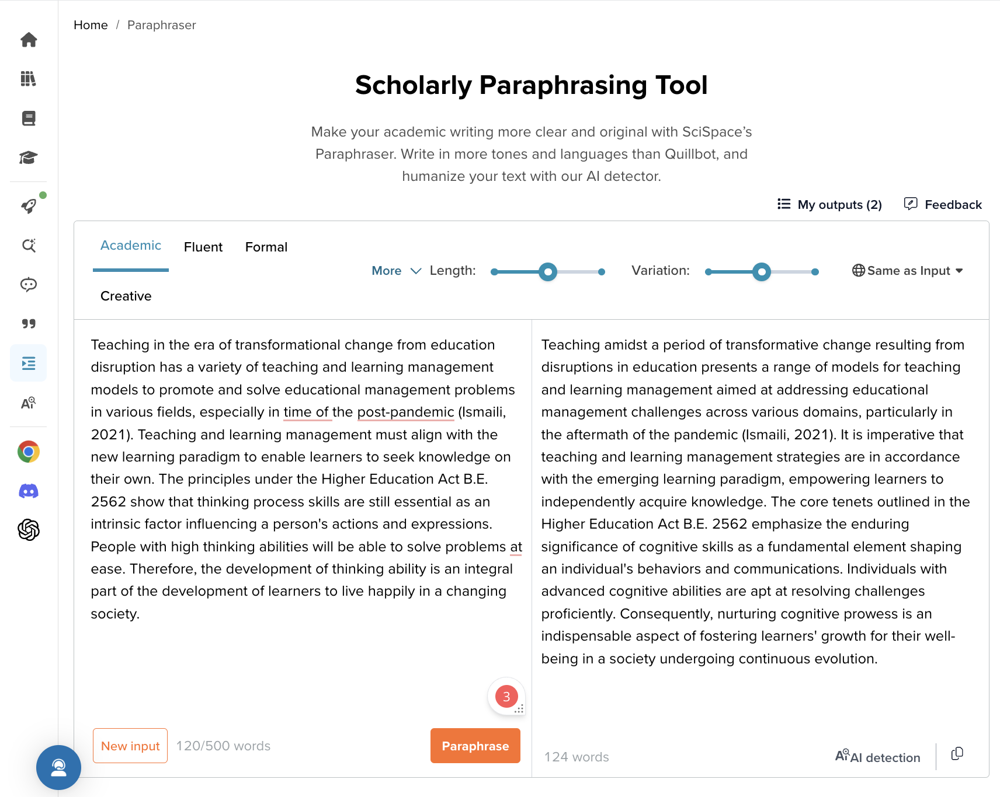 Home / Paraphraser
Scholarly Paraphrasing Tool
Make your academic writing more clear and original with SciSpace’s
Paraphraser. Write in more tones and languages than Quillbot, and
humanize your text with our AI detector.
My outputs (2) Feedback
Academic Fluent Formal
More Length: Variation: Same as Input
Creative
Teaching in the era of transformational change from education
disruption has a variety of teaching and learning management
models to promote and solve educational management problems
in various fields, especially in time of the post-pandemic (Ismaili,
2021). Teaching and learning management must align with the
new learning paradigm to enable learners to seek knowledge on
their own. The principles under the Higher Education Act B.E.
2562 show that thinking process skills are still essential as an
intrinsic factor influencing a person's actions and expressions.
People with high thinking abilities will be able to solve problems at
ease. Therefore, the development of thinking ability is an integral
part of the development of learners to live happily in a changing
society.
3
New input 120/500 words Paraphrase
Teaching amidst a period of transformative change resulting from
disruptions in education presents a range of models for teaching
and learning management aimed at addressing educational
management challenges across various domains, particularly in
the aftermath of the pandemic (Ismaili, 2021). It is imperative that
teaching and learning management strategies are in accordance
with the emerging learning paradigm, empowering learners to
independently acquire knowledge. The core tenets outlined in the
Higher Education Act B.E. 2562 emphasize the enduring
significance of cognitive skills as a fundamental element shaping
an individual's behaviors and communications. Individuals with
advanced cognitive abilities are apt at resolving challenges
proficiently. Consequently, nurturing cognitive prowess is an
indispensable aspect of fostering learners' growth for their well-
being in a society undergoing continuous evolution.
124 words AI detection